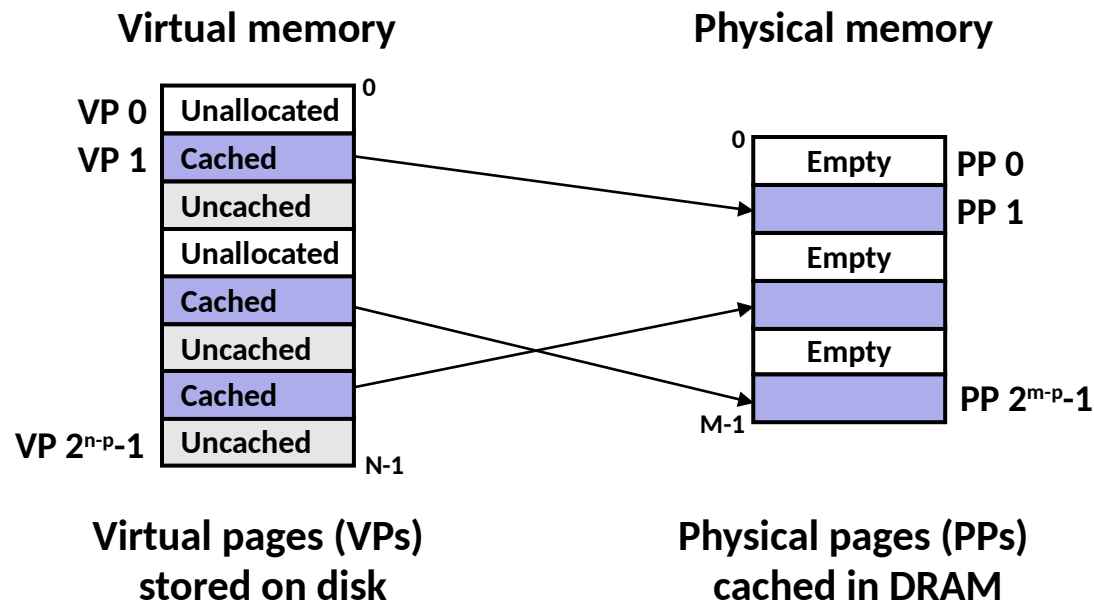 Virtual memory
Physical memory
0
VP 0 Unallocated
VP 1 Cached
Uncached
Unallocated
Cached
Uncached
Cached
VP 2ⁿ⁻ᵖ-1 Uncached
N-1
0
Empty PP 0
PP 1
Empty
Empty
PP 2ᵐ⁻ᵖ-1
M-1
Virtual pages (VPs)
stored on disk
Physical pages (PPs)
cached in DRAM